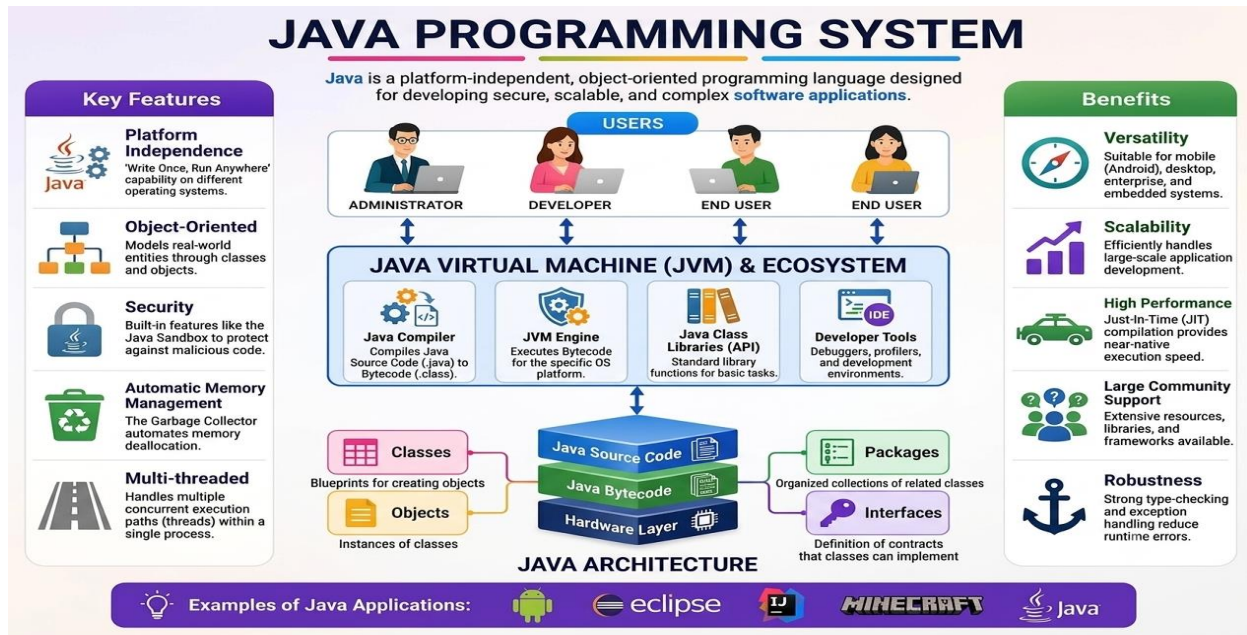 JAVA PROGRAMMING SYSTEM
Java is a platform-independent, object-oriented programming language designed
for developing secure, scalable, and complex software applications.
Key Features
Platform
Independence
'Write Once, Run Anywhere'
capability on different
operating systems.
Java
Object-Oriented
Models real-world
entities through classes
and objects.
Security
Built-in features like the
Java Sandbox to protect
against malicious code.
Automatic Memory
Management
The Garbage Collector
automates memory
deallocation.
Multi-threaded
Handles multiple
concurrent execution
paths (threads) within a
single process.
USERS
ADMINISTRATOR
DEVELOPER
END USER
END USER
JAVA VIRTUAL MACHINE (JVM) & ECOSYSTEM
Java Compiler
Compiles Java
Source Code (.java) to
Bytecode (.class).
JVM Engine
Executes Bytecode
for the specific OS
platform.
Java Class
Libraries (API)
Standard library
functions for basic tasks.
IDE
Developer Tools
Debuggers, profilers,
and development
environments.
Classes
Blueprints for creating objects
Objects
Instances of classes
Java Source Code
Java Bytecode
Hardware Layer
Packages
Organized collections of related classes
Interfaces
Definition of contracts
that classes can implement
JAVA ARCHITECTURE
Benefits
Versatility
Suitable for mobile
(Android), desktop,
enterprise, and
embedded systems.
Scalability
Efficiently handles
large-scale application
development.
High Performance
Just-In-Time (JIT)
compilation provides
near-native
execution speed.
Large Community
Support
Extensive resources,
libraries, and
frameworks available.
Robustness
Strong type-checking
and exception
handling reduce
runtime errors.
Examples of Java Applications:
eclipse
IJ
MINECRAFT
Java